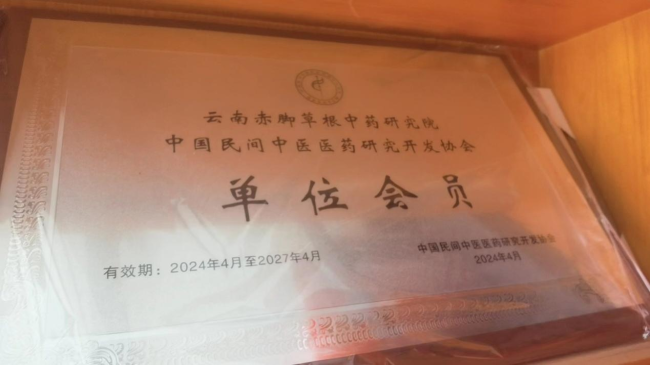 云南赤脚草根中药研究院
中国民间中医医药研究开发协会
单位会员
有效期：2024年4月至2027年4月
中国民间中医医药研究开发协会
2024年4月